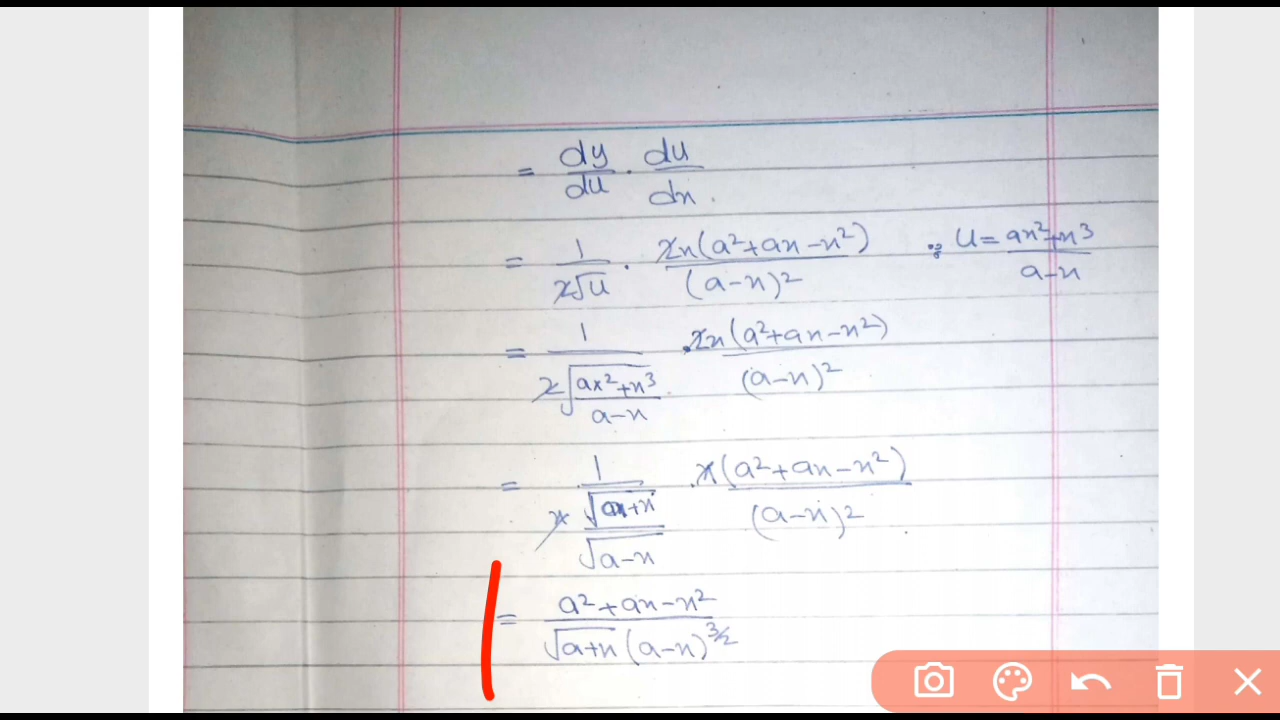 = dy/du . du/dx.
= 1/2√u . 2x(a²+ax-x²)/(a-x)² ∵ u = ax²+x³/a-x
= 1/2√(ax²+x³/a-x) . 2x(a²+ax-x²)/(a-x)²
= 1/x √(a+x)/√(a-x) . x(a²+ax-x²)/(a-x)²
= a²+ax-x²/√(a+x) (a-x)^3/2